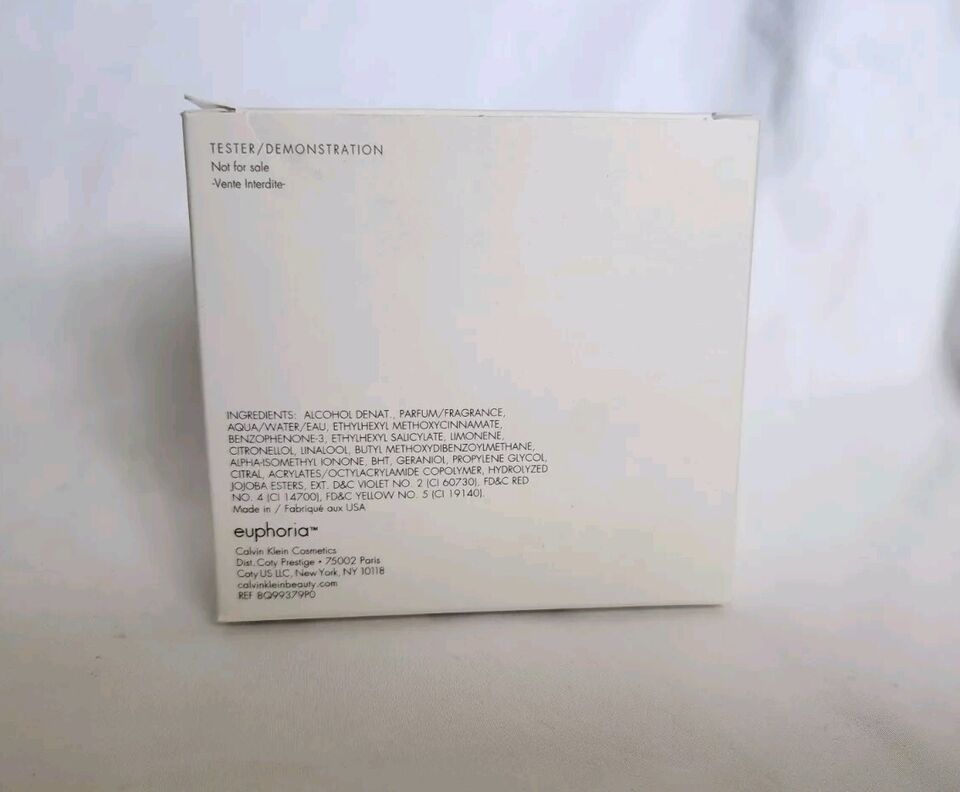 TESTER/DEMONSTRATION
Not for sale
-Vente Interdite-
INGREDIENTS: ALCOHOL DENAT., PARFUM/FRAGRANCE,
AQUA/WATER/EAU, ETHYLHEXYL METHOXYCINNAMATE,
BENZOPHENONE-3, ETHYLHEXYL SALICYLATE, LIMONENE,
CITRONELLOL, LINALOOL, BUTYL METHOXYDIBENZOYLMETHANE,
ALPHA-ISOMETHYL IONONE, BHT, GERANIOL, PROPYLENE GLYCOL,
CITRAL, ACRYLATES/OCTYLACRYLAMIDE COPOLYMER, HYDROLYZED
JOJOBA ESTERS, EXT. D&C VIOLET NO. 2 (CI 60730), FD&C RED
NO. 4 (CI 14700), FD&C YELLOW NO. 5 (CI 19140).
Made in / Fabriqué aux USA
euphoria™
Calvin Klein Cosmetics
Dist. Coty Prestige • 75002 Paris
Coty US LLC, New York, NY 10118
calvinkleinbeauty.com
REF 8Q99379P0